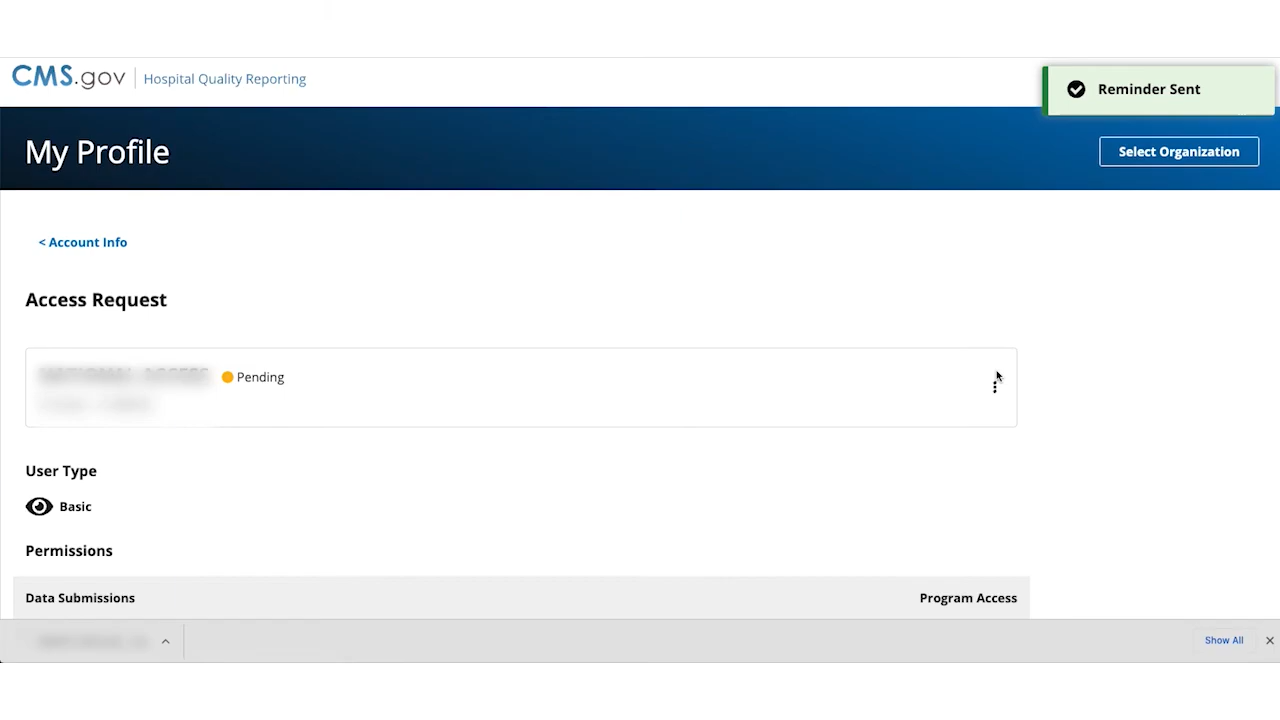 CMS.gov Hospital Quality Reporting
Reminder Sent
My Profile
Select Organization
< Account Info
Access Request
Pending
User Type
Basic
Permissions
Data Submissions Program Access
Show All